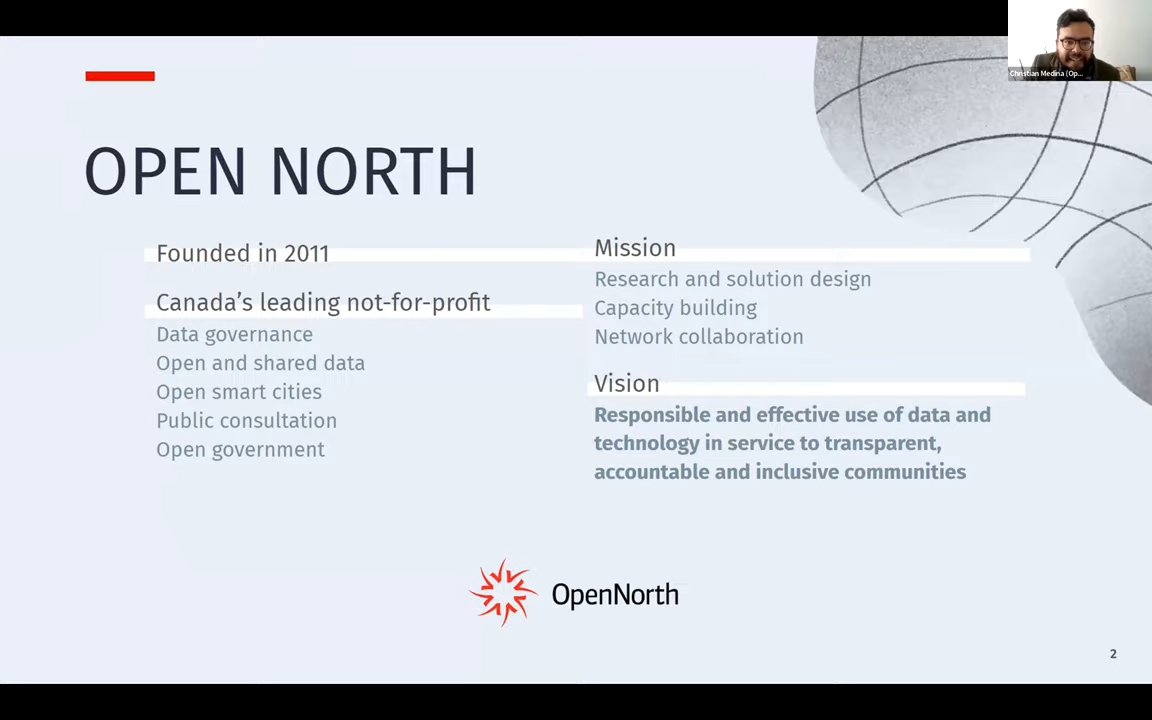 Christian Medina (Op...
OPEN NORTH
Founded in 2011
Canada’s leading not-for-profit
Data governance
Open and shared data
Open smart cities
Public consultation
Open government
Mission
Research and solution design
Capacity building
Network collaboration
Vision
Responsible and effective use of data and
technology in service to transparent,
accountable and inclusive communities
OpenNorth
2